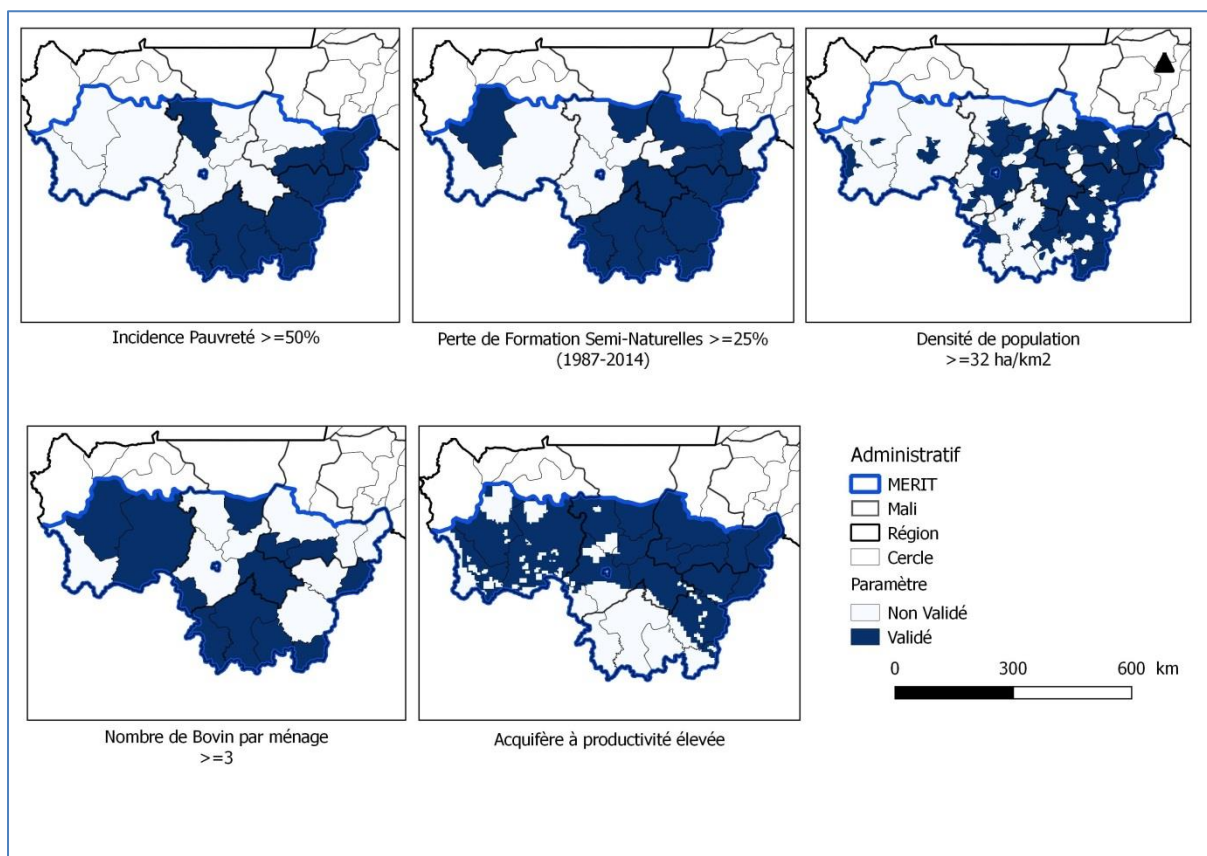 Incidence Pauvreté >=50%
Perte de Formation Semi-Naturelles >=25%
(1987-2014)
Densité de population
>=32 ha/km2
Nombre de Bovin par ménage
>=3
Acquifère à productivité élevée
Administratif
MERIT
Mali
Région
Cercle
Paramètre
Non Validé
Validé
0 300 600 km